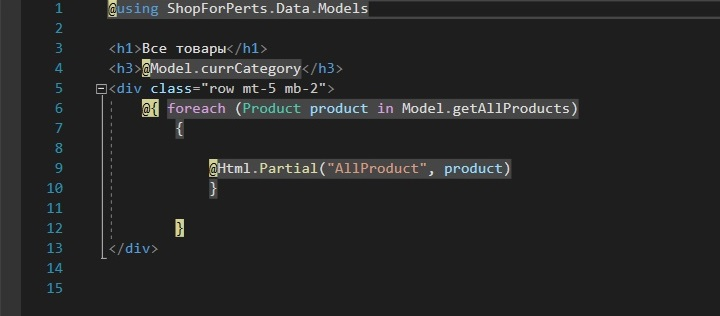 1 @using ShopForPerts.Data.Models
2
3 <h1>Все товары</h1>
4 <h3>@Model.currCategory</h3>
5 <div class="row mt-5 mb-2">
6 @{ foreach (Product product in Model.getAllProducts)
7 {
8
9 @Html.Partial("AllProduct", product)
10 }
11
12 }
13 </div>
14
15